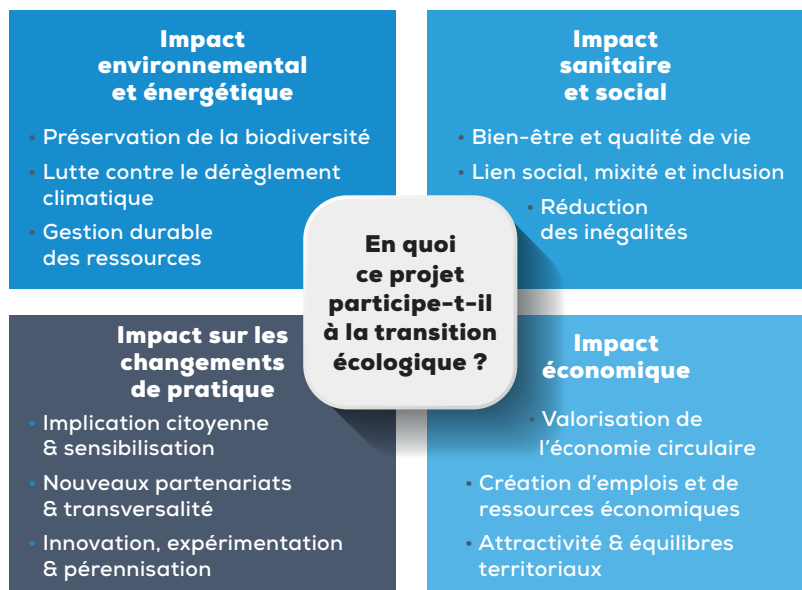 Impact
environnemental
et énergétique
• Préservation de la biodiversité
• Lutte contre le dérèglement
climatique
• Gestion durable
des ressources
Impact
sanitaire
et social
• Bien-être et qualité de vie
• Lien social, mixité et inclusion
• Réduction
des inégalités
En quoi
ce projet
participe-t-il
à la transition
écologique ?
Impact sur les
changements
de pratique
• Implication citoyenne
& sensibilisation
• Nouveaux partenariats
& transversalité
• Innovation, expérimentation
& pérennisation
Impact
économique
• Valorisation de
l'économie circulaire
• Création d'emplois et de
ressources économiques
• Attractivité & équilibres
territoriaux